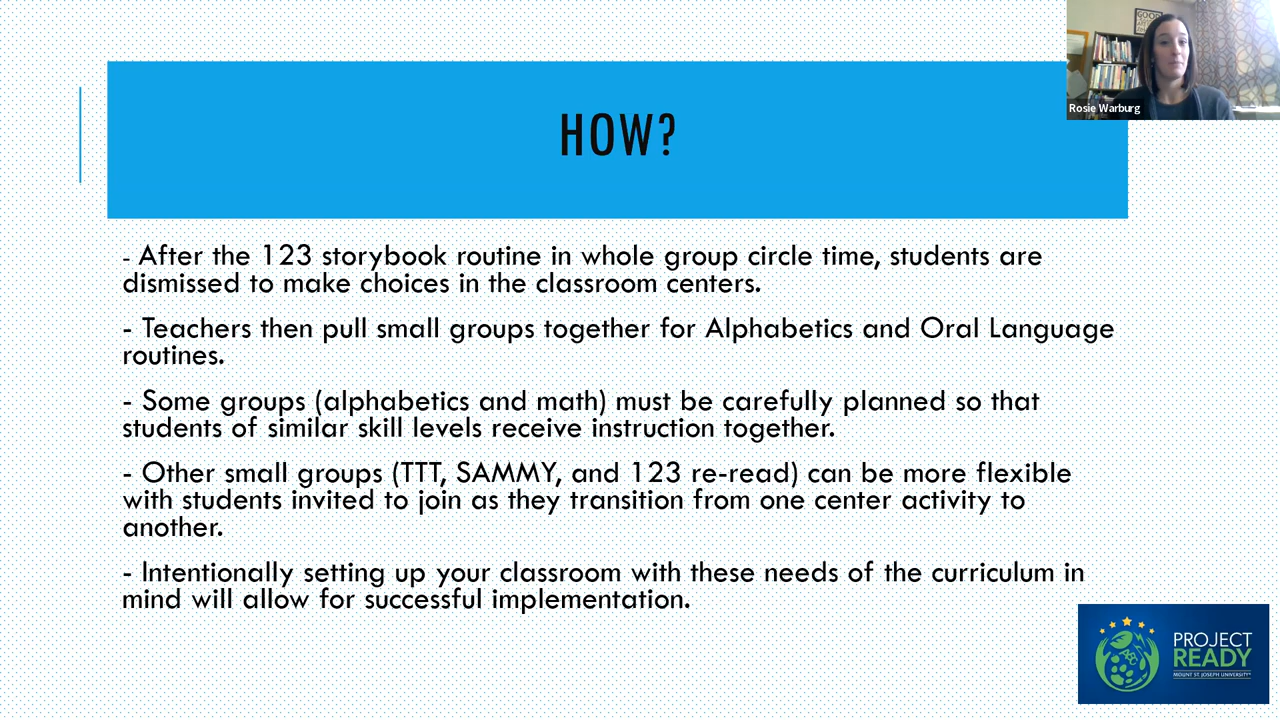 GOOD
Rosie Warburg
HOW?
- After the 123 storybook routine in whole group circle time, students are
dismissed to make choices in the classroom centers.
- Teachers then pull small groups together for Alphabetics and Oral Language
routines.
- Some groups (alphabetics and math) must be carefully planned so that
students of similar skill levels receive instruction together.
- Other small groups (TTT, SAMMY, and 123 re-read) can be more flexible
with students invited to join as they transition from one center activity to
another.
- Intentionally setting up your classroom with these needs of the curriculum in
mind will allow for successful implementation.
ABC
PROJECT
READY
MOUNT ST. JOSEPH UNIVERSITY